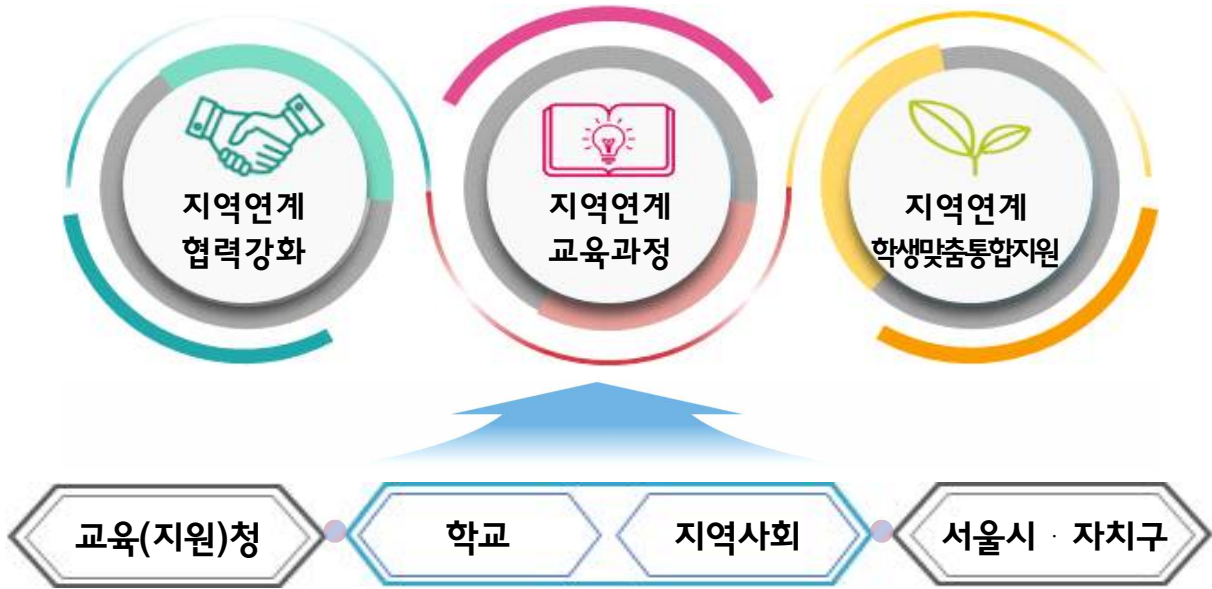 지역연계
협력강화
지역연계
교육과정
지역연계
학생맞춤통합지원
교육(지원)청
학교
지역사회
서울시 · 자치구